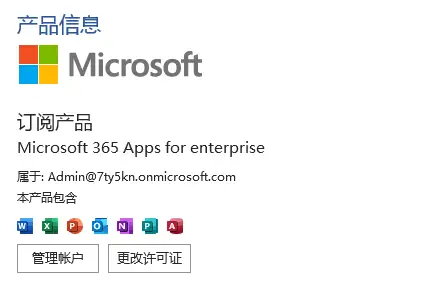 产品信息
Microsoft
订阅产品
Microsoft 365 Apps for enterprise
属于: Admin@7ty5kn.onmicrosoft.com
本产品包含
W X P O N P A
管理帐户 更改许可证